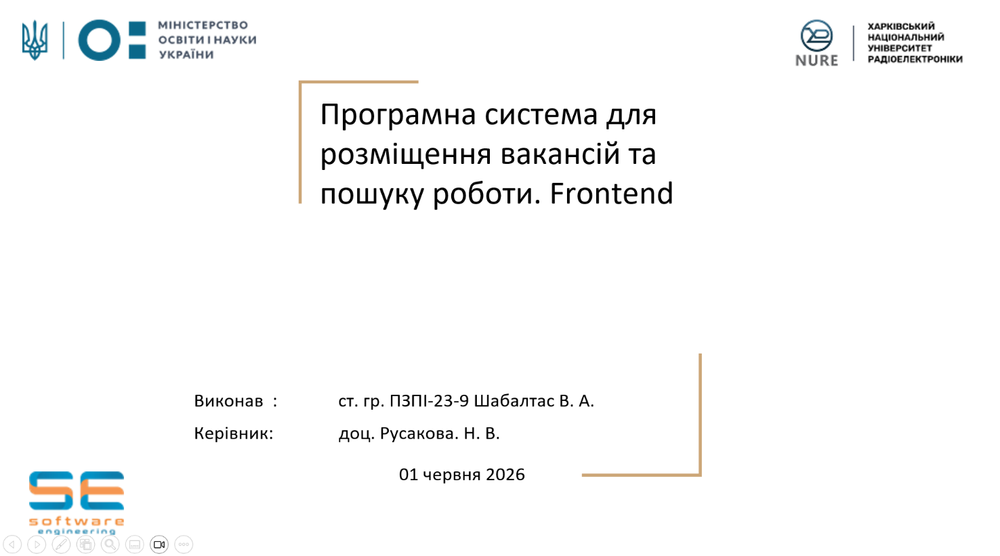 МІНІСТЕРСТВО
ОСВІТИ І НАУКИ
УКРАЇНИ
NURE
ХАРКІВСЬКИЙ
НАЦІОНАЛЬНИЙ
УНІВЕРСИТЕТ
РАДІОЕЛЕКТРОНІКИ
Програмна система для
розміщення вакансій та
пошуку роботи. Frontend
Виконав : ст. гр. ПЗПІ-23-9 Шабалтас В. А.
Керівник: доц. Русакова. Н. В.
01 червня 2026
SE
software
engineering